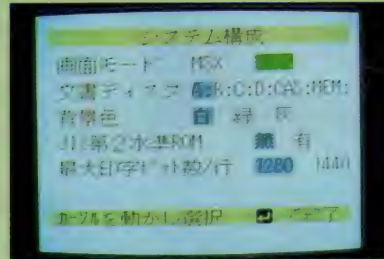 システム構成
画面モード MSX
文書ディスク A:B:C:D:CAS:MEM:
背景色 白 緑 灰
JIS第2水準ROM 無 有
最大印字ドット数/行 1280 1440
カーソルを動かし選択 で終了